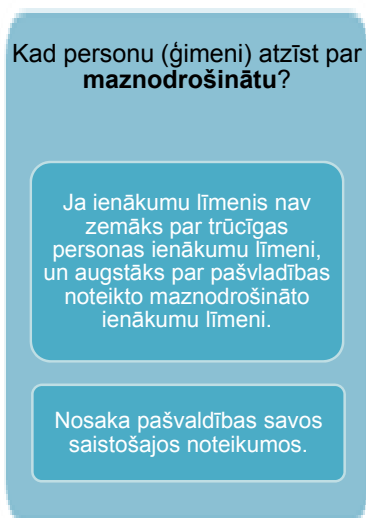 Kad personu (ģimeni) atzīst par
maznodrošinātu?
Ja ienākumu līmenis nav
zemāks par trūcīgas
personas ienākumu līmeni,
un augstāks par pašvladības
noteikto maznodrošināto
ienākumu līmeni.
Nosaka pašvaldības savos
saistošajos noteikumos.